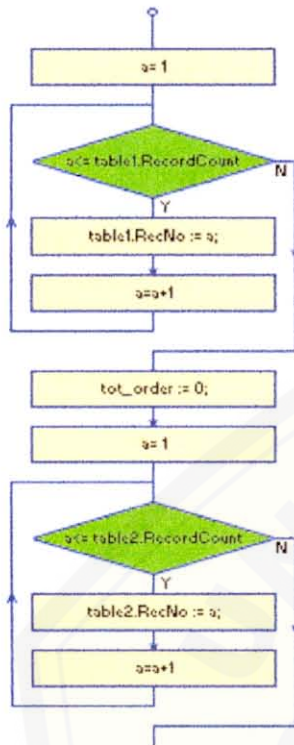 a= 1
a<= table1.RecordCount
N
Y
table1.RecNo := a;
a=a+1
tot_order := 0;
a= 1
a<= table2.RecordCount
N
Y
table2.RecNo := a;
a=a+1